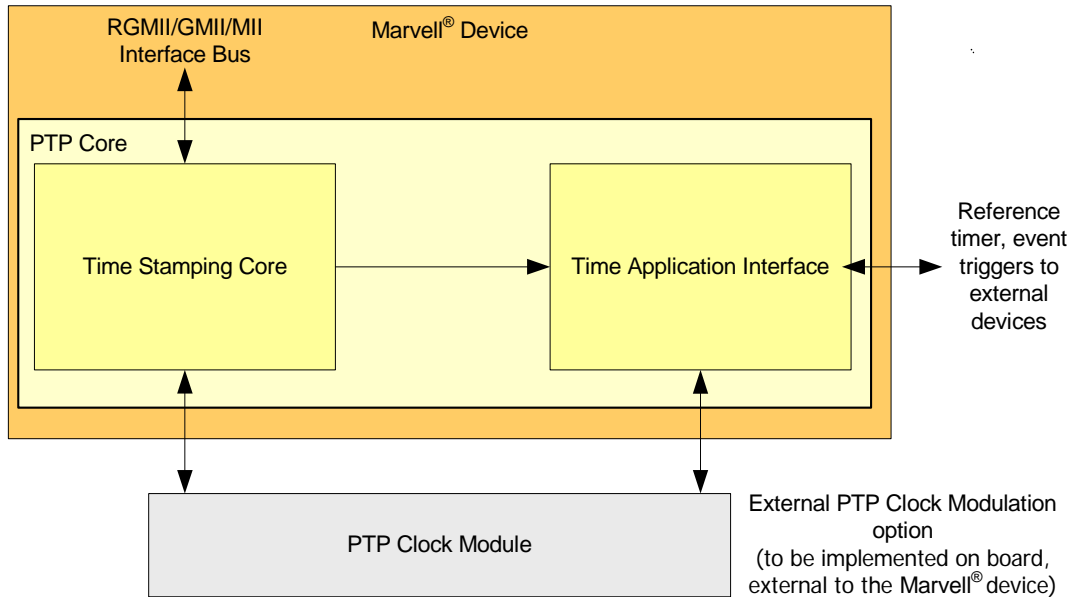 RGMII/GMII/MII
Interface Bus
Marvell® Device
PTP Core
Time Stamping Core
Time Application Interface
Reference
timer, event
triggers to
external
devices
PTP Clock Module
External PTP Clock Modulation
option
(to be implemented on board,
external to the Marvell® device)